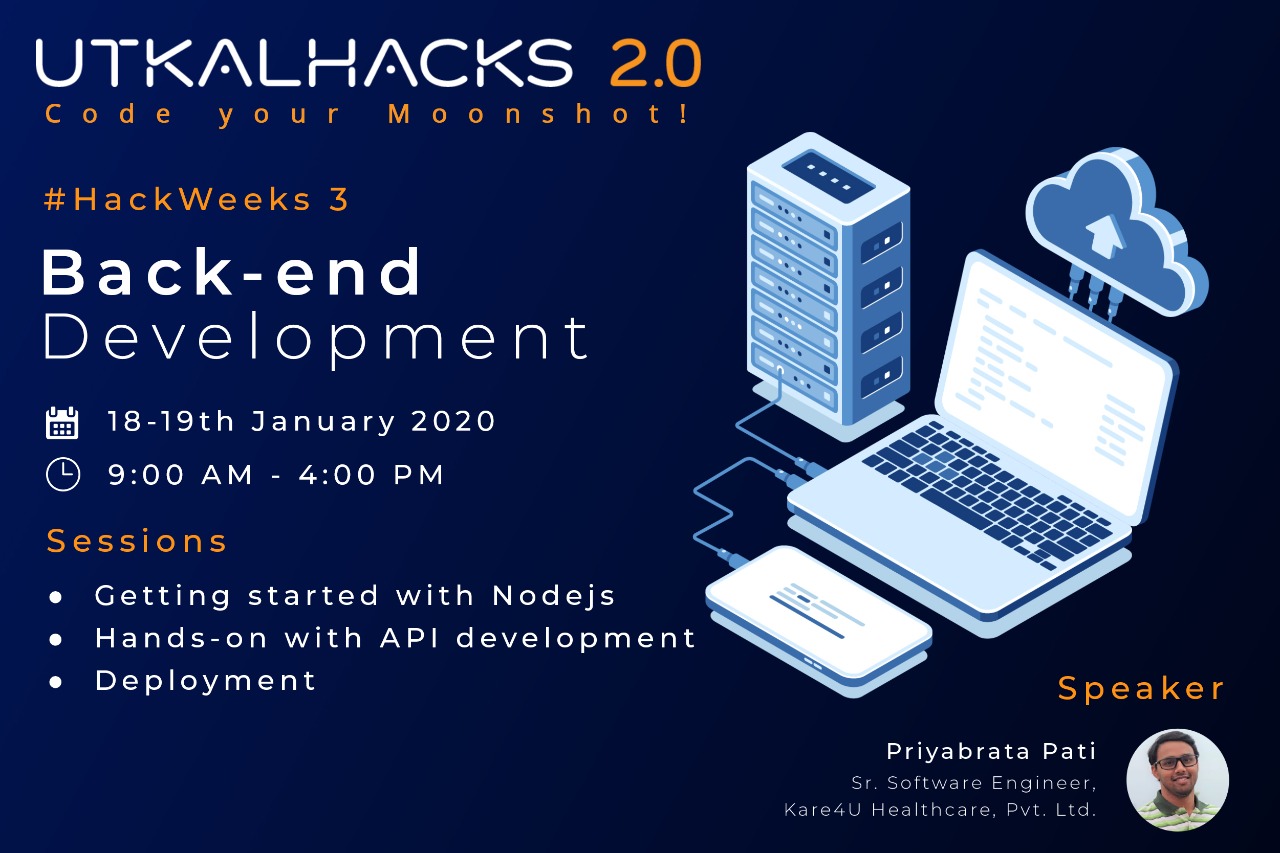 UTKALHACKS 2.0
Code your Moonshot!
#HackWeeks 3
Back-end
Development
18-19th January 2020
9:00 AM - 4:00 PM
Sessions
● Getting started with Nodejs
● Hands-on with API development
● Deployment
Speaker
Priyabrata Pati
Sr. Software Engineer,
Kare4U Healthcare, Pvt. Ltd.